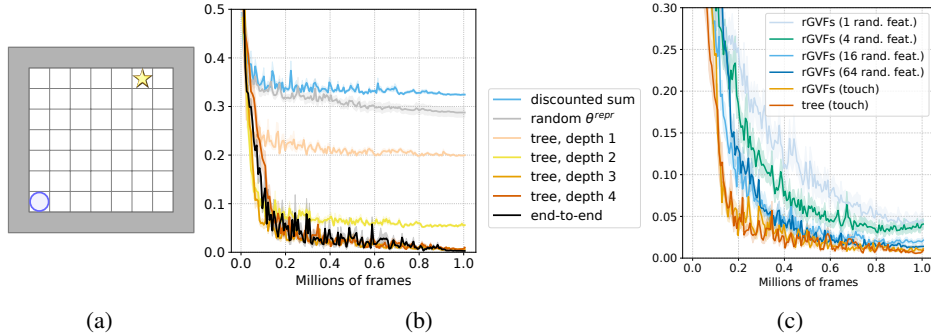 0.5
0.4
0.3
0.2
0.1
0.0
0.0 0.2 0.4 0.6 0.8 1.0
Millions of frames
discounted sum
random θ^repr
tree, depth 1
tree, depth 2
tree, depth 3
tree, depth 4
end-to-end
0.30
0.25
0.20
0.15
0.10
0.05
0.00
0.0 0.2 0.4 0.6 0.8 1.0
Millions of frames
rGVFs (1 rand. feat.)
rGVFs (4 rand. feat.)
rGVFs (16 rand. feat.)
rGVFs (64 rand. feat.)
rGVFs (touch)
tree (touch)
(a)
(b)
(c)